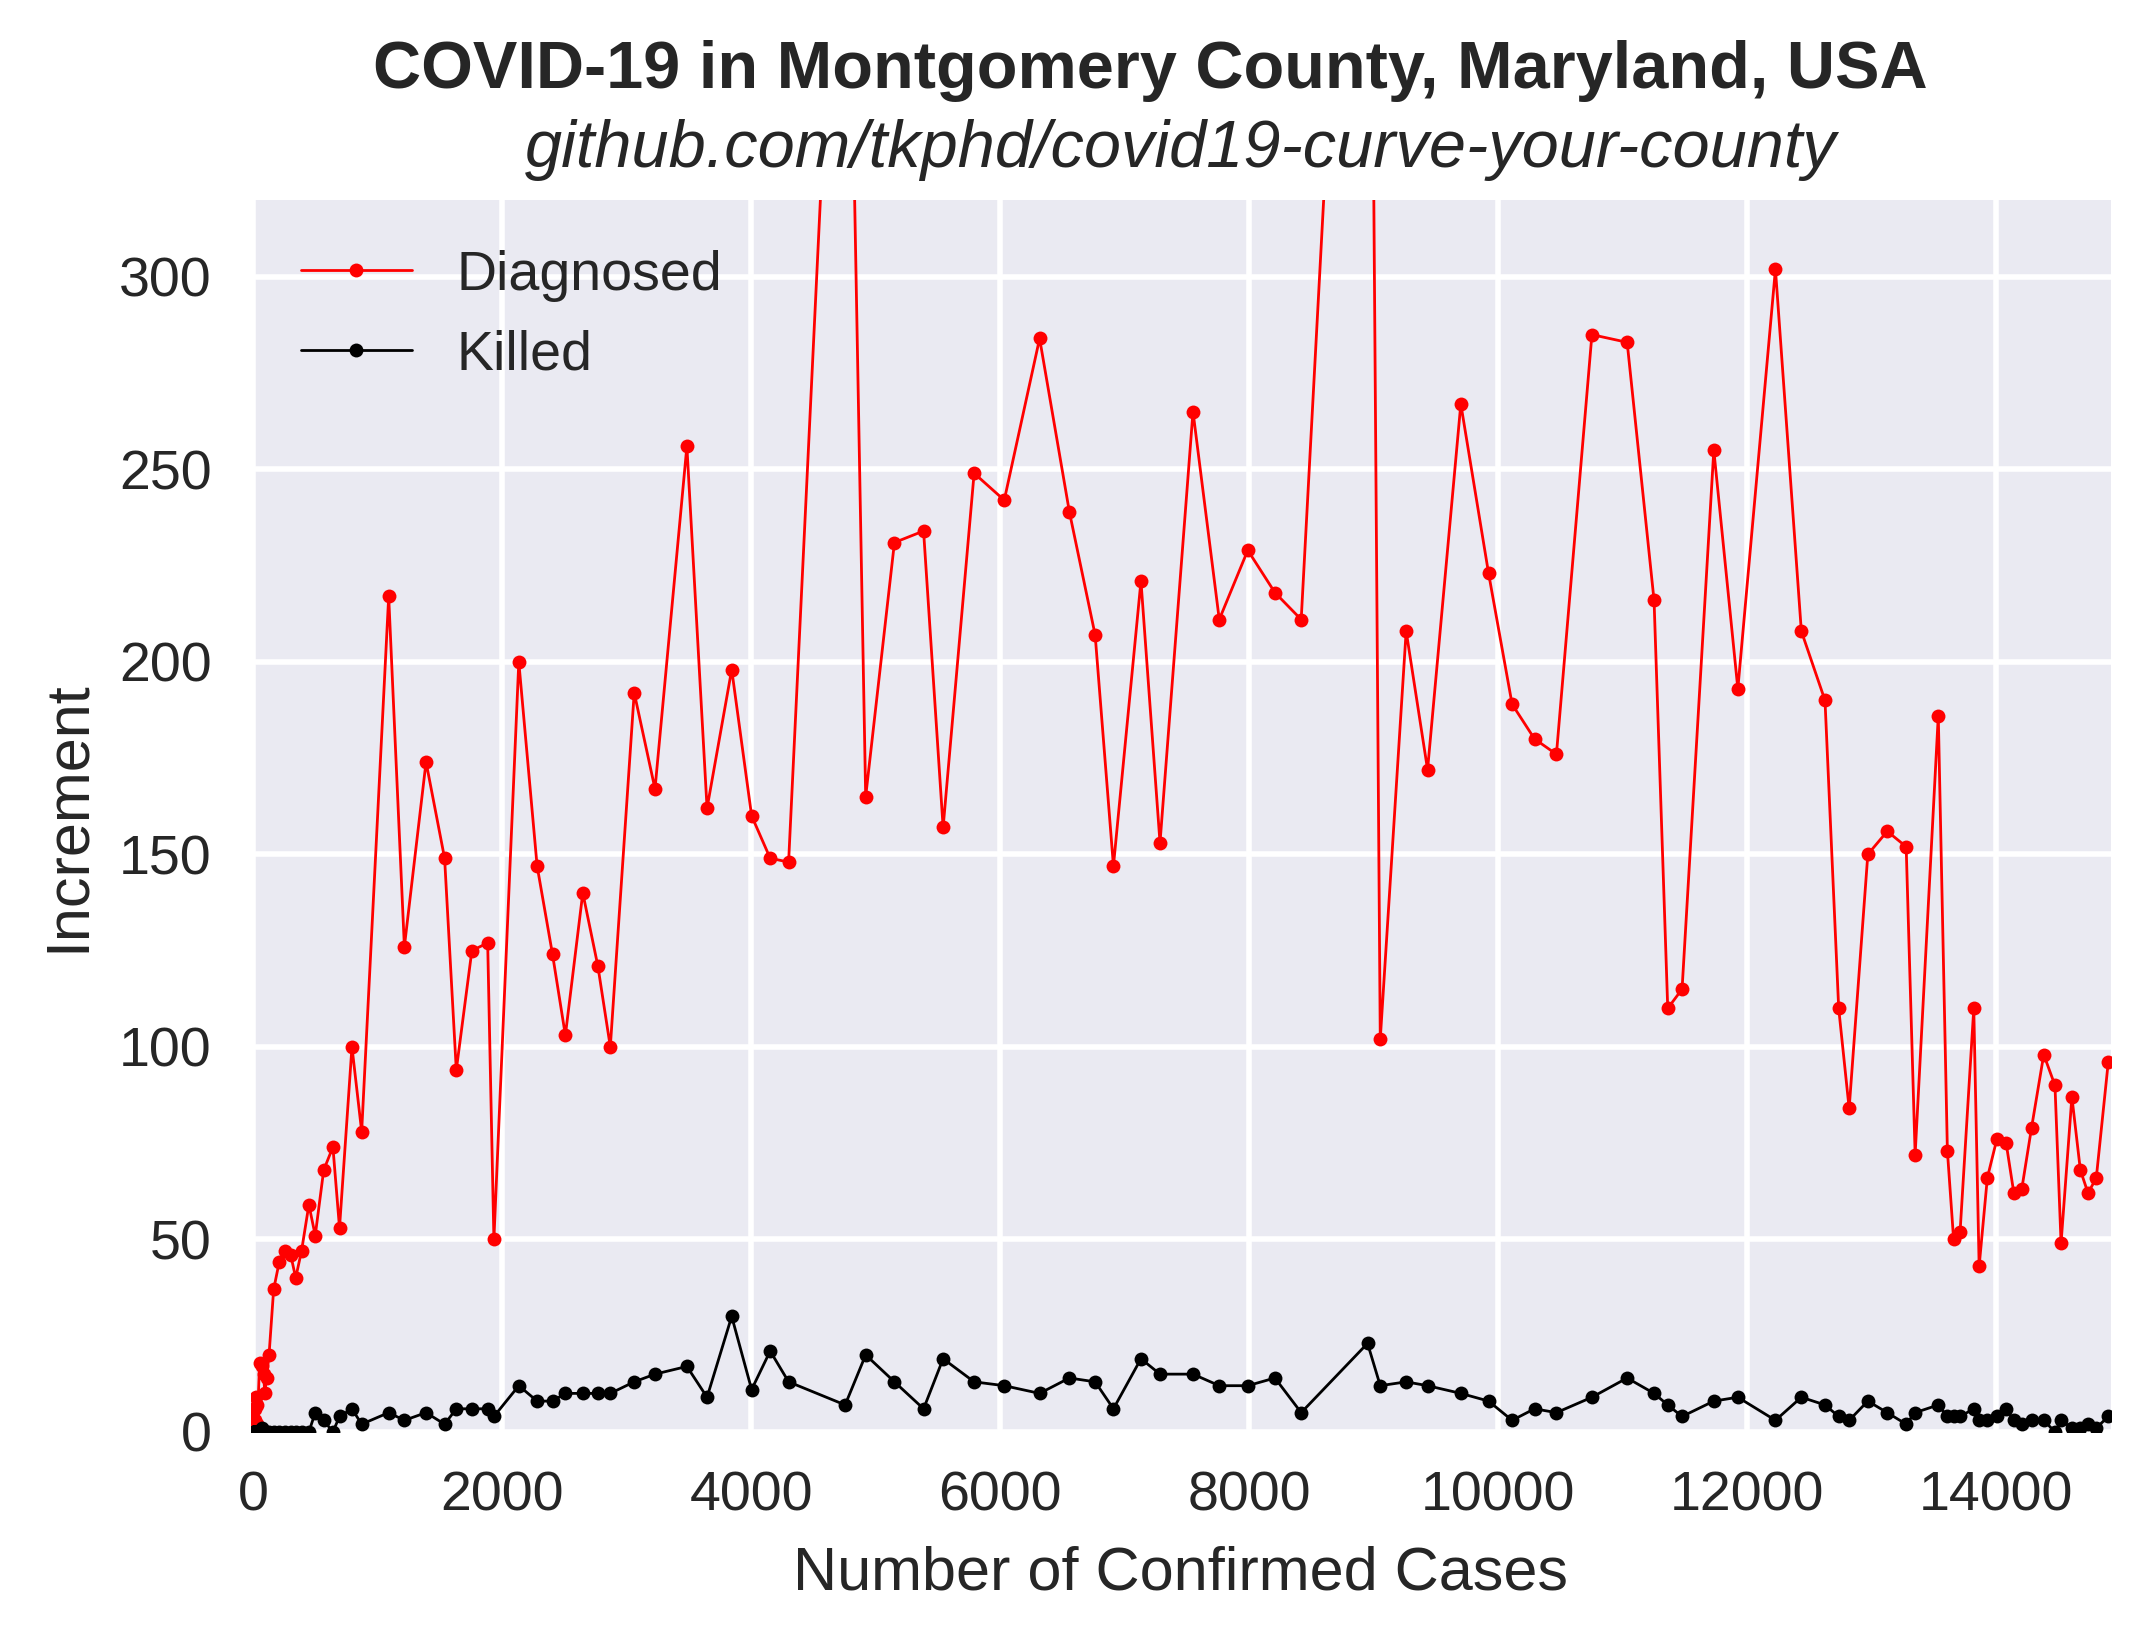 COVID-19 in Montgomery County, Maryland, USA
github.com/tkphd/covid19-curve-your-county
Diagnosed
Killed
Increment
300
250
200
150
100
50
0
0 2000 4000 6000 8000 10000 12000 14000
Number of Confirmed Cases